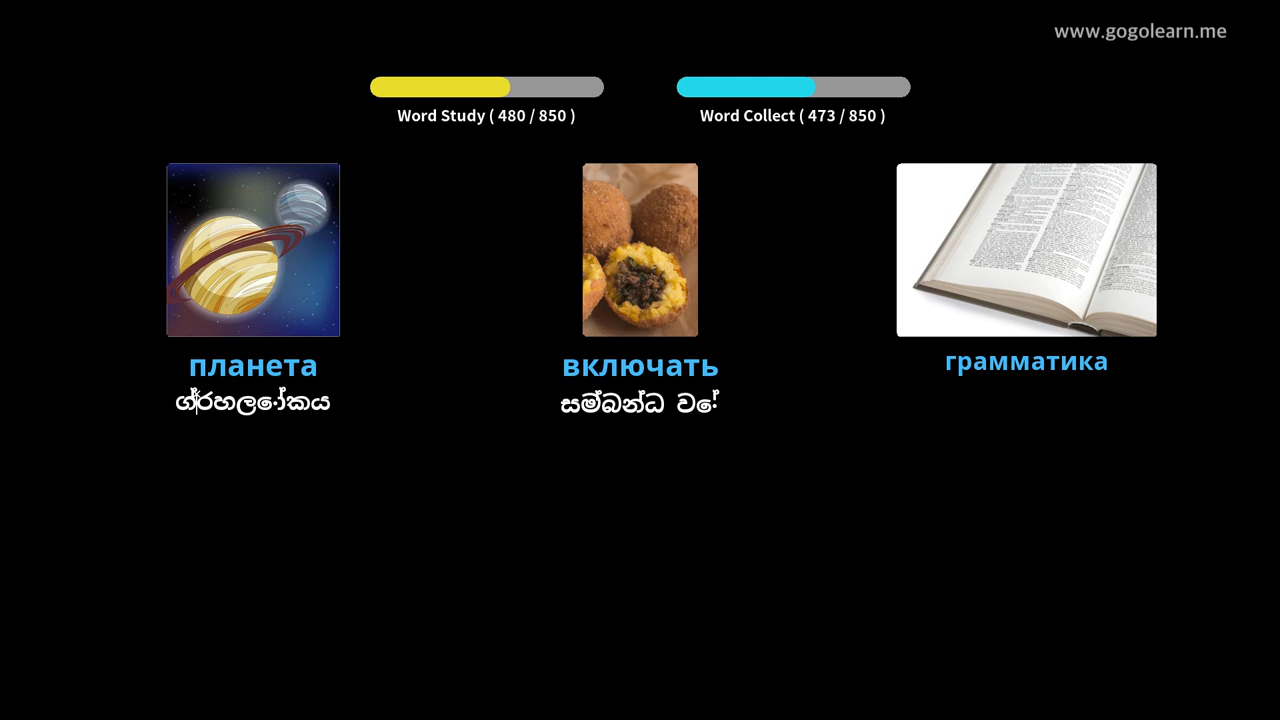 www.gogolearn.me
Word Study ( 480 / 850 )
Word Collect ( 473 / 850 )
планета
включать
грамматика
ග්රහලෝකය
සම්බන්ධ වේ